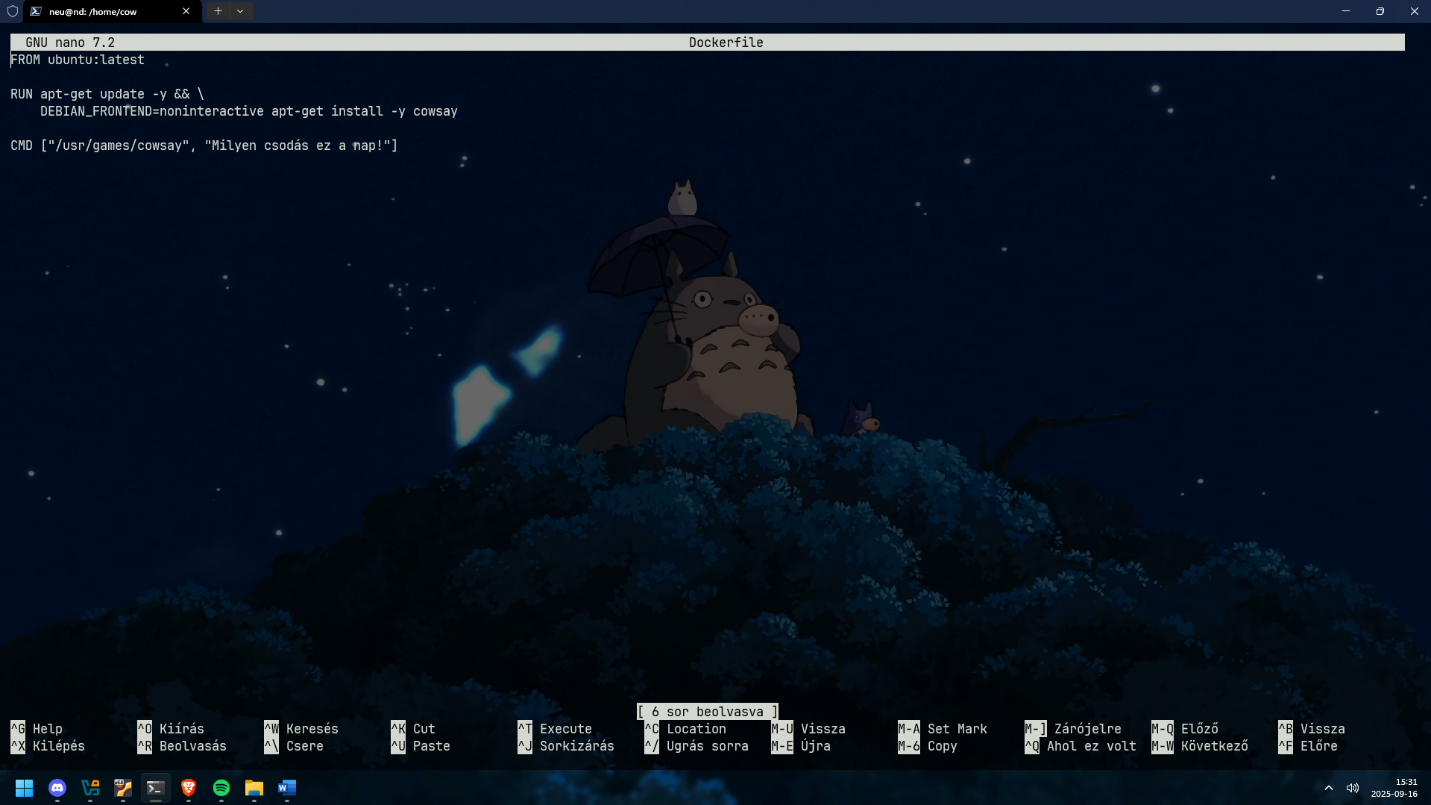 neu@nd: /home/cow
GNU nano 7.2 Dockerfile
FROM ubuntu:latest
RUN apt-get update -y && \
DEBIAN_FRONTEND=noninteractive apt-get install -y cowsay
CMD ["/usr/games/cowsay", "Milyen csodás ez a nap!"]
[ 6 sor beolvasva ]
^G Help ^O Kiírás ^W Keresés ^K Cut ^T Execute ^C Location M-U Vissza M-A Set Mark M-] Zárójelre M-Q Előző ^B Vissza
^X Kilépés ^R Beolvasás ^\ Csere ^U Paste ^J Sorkizárás ^/ Ugrás sorra M-E Újra M-6 Copy ^Q Ahol ez volt M-W Következő ^F Előre
15:31
2025-09-16